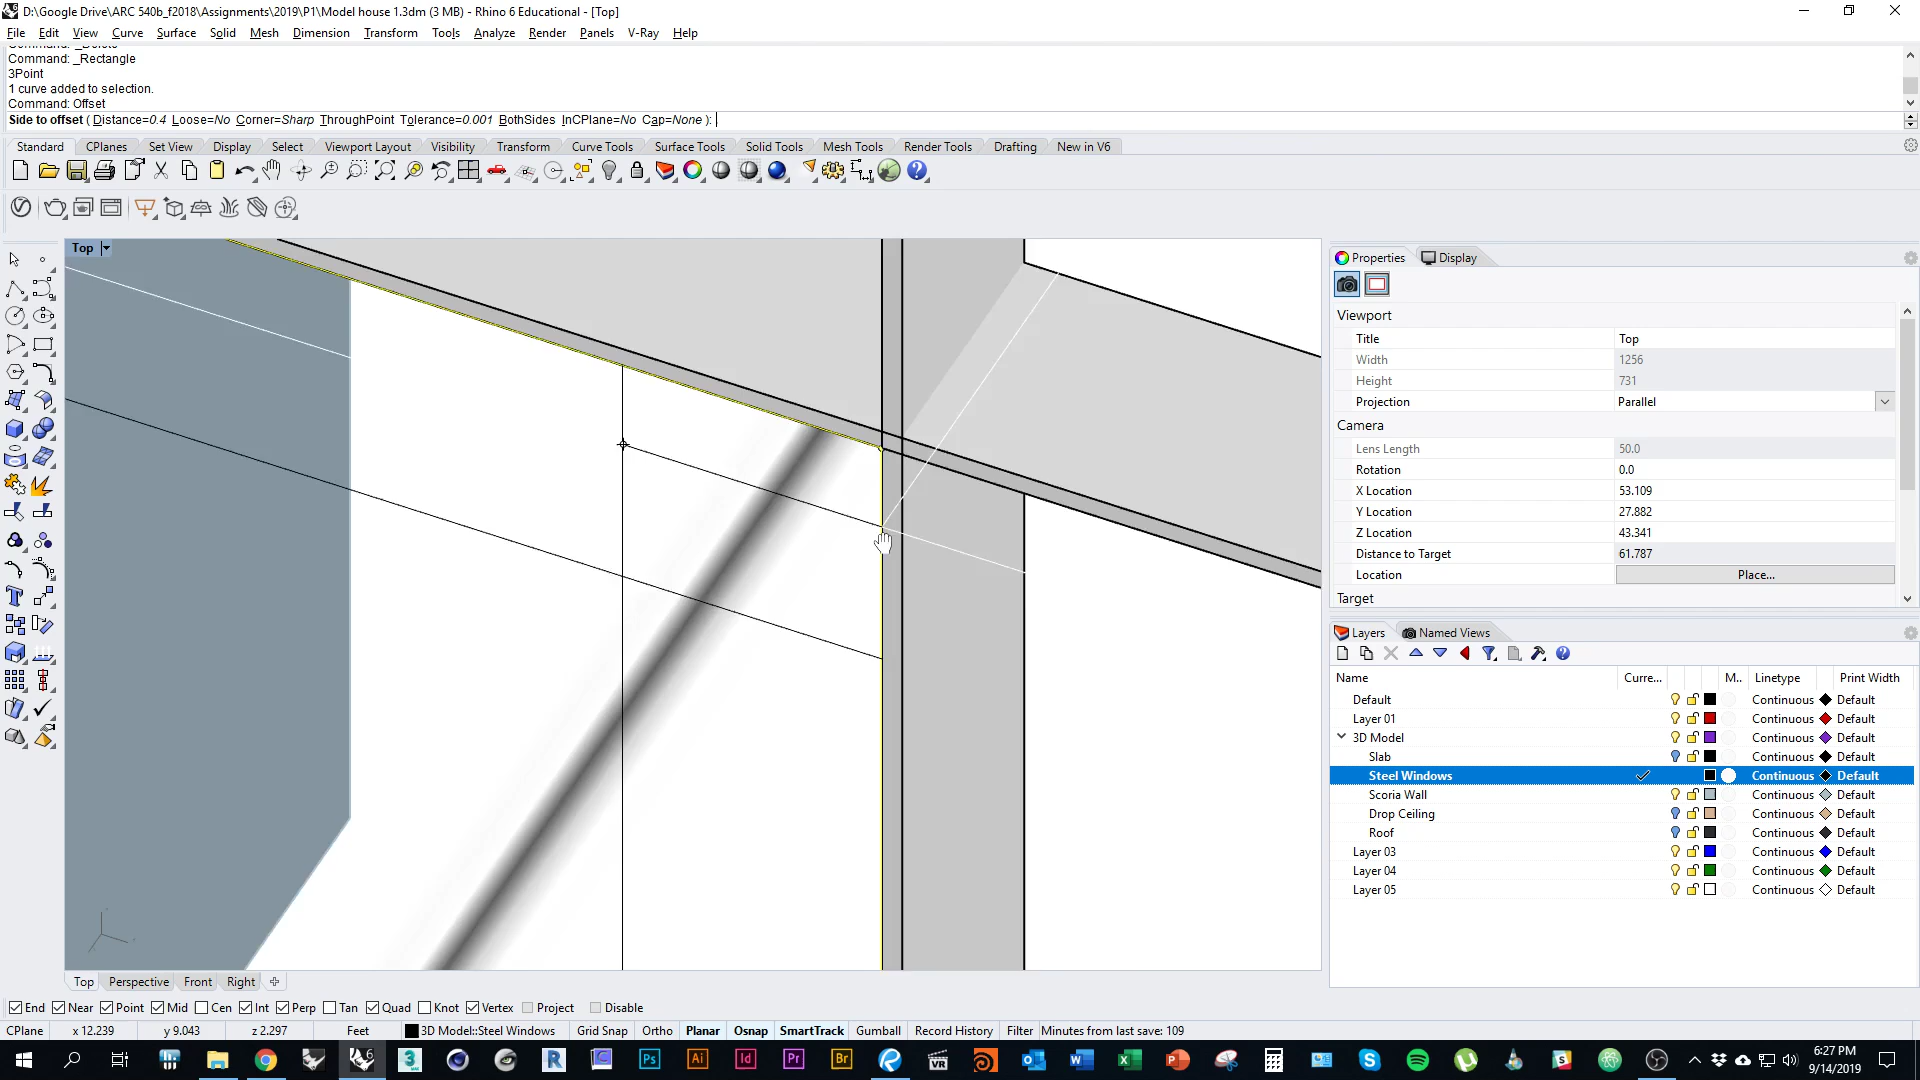 D:\Google Drive\ARC 540b_f2018\Assignments\2019\P1\Model house 1.3dm (3 MB) - Rhino 6 Educational - [Top]
File Edit View Curve Surface Solid Mesh Dimension Transform Tools Analyze Render Panels V-Ray Help
Command: _Delete
Command: _Rectangle
3Point
1 curve added to selection.
Command: Offset
Side to offset ( Distance=0.4 Loose=No Corner=Sharp ThroughPoint Tolerance=0.001 BothSides InCPlane=No Cap=None ):
Standard CPlanes Set View Display Select Viewport Layout Visibility Transform Curve Tools Surface Tools Solid Tools Mesh Tools Render Tools Drafting New in V6
Top
Properties Display
Viewport
Title Top
Width 1256
Height 731
Projection Parallel
Camera
Lens Length 50.0
Rotation 0.0
X Location 53.109
Y Location 27.882
Z Location 43.341
Distance to Target 61.787
Location Place...
Target
Layers Named Views
Name Curre... M.. Linetype Print Width
Default Continuous Default
Layer 01 Continuous Default
3D Model Continuous Default
Slab Continuous Default
Steel Windows Continuous Default
Scoria Wall Continuous Default
Drop Ceiling Continuous Default
Roof Continuous Default
Layer 03 Continuous Default
Layer 04 Continuous Default
Layer 05 Continuous Default
Top Perspective Front Right
End Near Point Mid Cen Int Perp Tan Quad Knot Vertex Project Disable
CPlane x 12.239 y 9.043 z 2.297 Feet 3D Model::Steel Windows Grid Snap Ortho Planar Osnap SmartTrack Gumball Record History Filter Minutes from last save: 109
6:27 PM
9/14/2019